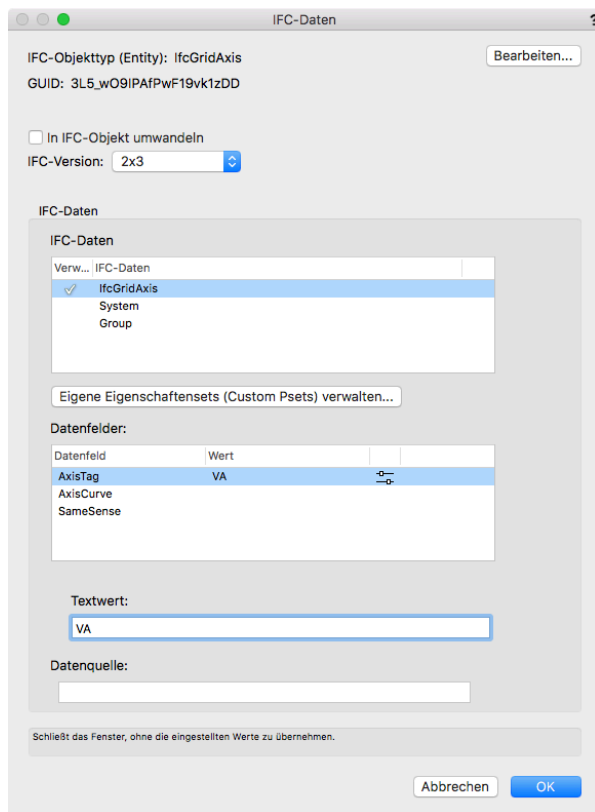 IFC-Daten
?
IFC-Objekttyp (Entity): IfcGridAxis
Bearbeiten...
GUID: 3L5_wO9IPAfPwF19vk1zDD
In IFC-Objekt umwandeln
IFC-Version: 2x3
IFC-Daten
IFC-Daten
Verw... IFC-Daten
IfcGridAxis
System
Group
Eigene Eigenschaftensets (Custom Psets) verwalten...
Datenfelder:
Datenfeld Wert
AxisTag VA
AxisCurve
SameSense
Textwert:
VA
Datenquelle:
Schließt das Fenster, ohne die eingestellten Werte zu übernehmen.
Abbrechen OK